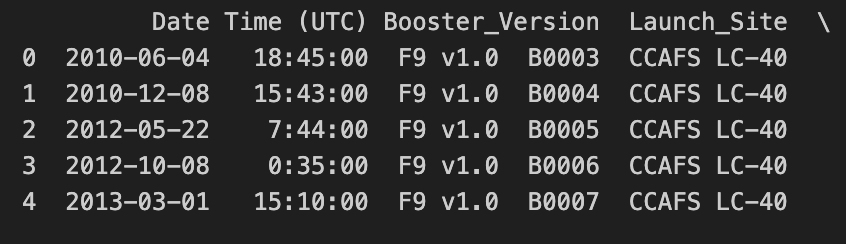 Date Time (UTC) Booster_Version Launch_Site \
0 2010-06-04 18:45:00 F9 v1.0 B0003 CCAFS LC-40
1 2010-12-08 15:43:00 F9 v1.0 B0004 CCAFS LC-40
2 2012-05-22 7:44:00 F9 v1.0 B0005 CCAFS LC-40
3 2012-10-08 0:35:00 F9 v1.0 B0006 CCAFS LC-40
4 2013-03-01 15:10:00 F9 v1.0 B0007 CCAFS LC-40